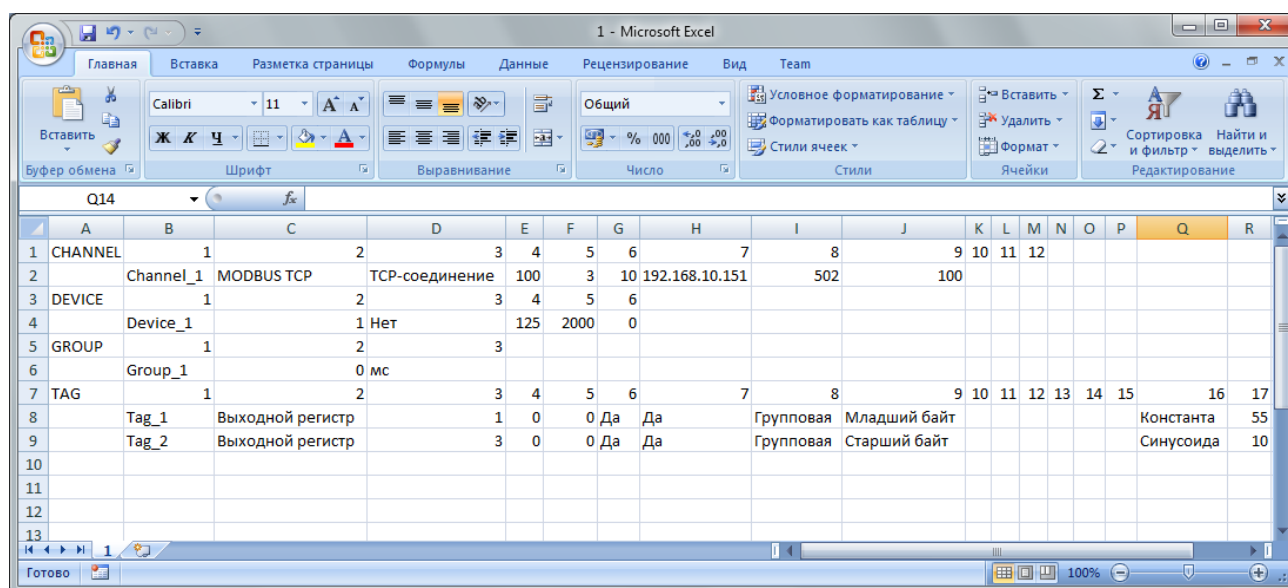 1 - Microsoft Excel
Главная Вставка Разметка страницы Формулы Данные Рецензирование Вид Team
Вставить
Calibri 11 А А
Ж К Ч А
Общий
% 000 ,0 ,00 ,00 ,0
Условное форматирование
Форматировать как таблицу
Стили ячеек
Вставить
Удалить
Формат
Σ
Сортировка и фильтр
Найти и выделить
Буфер обмена Шрифт Выравнивание Число Стили Ячейки Редактирование
Q14 fx
A B C D E F G H I J K L M N O P Q R
1 CHANNEL 1 2 3 4 5 6 7 8 9 10 11 12
2 Channel_1 MODBUS TCP TCP-соединение 100 3 10 192.168.10.151 502 100
3 DEVICE 1 2 3 4 5 6
4 Device_1 1 Нет 125 2000 0
5 GROUP 1 2 3
6 Group_1 0 мс
7 TAG 1 2 3 4 5 6 7 8 9 10 11 12 13 14 15 16 17
8 Tag_1 Выходной регистр 1 0 0 Да Да Групповая Младший байт Константа 55
9 Tag_2 Выходной регистр 3 0 0 Да Да Групповая Старший байт Синусоида 10
10
11
12
13
1
Готово 100%